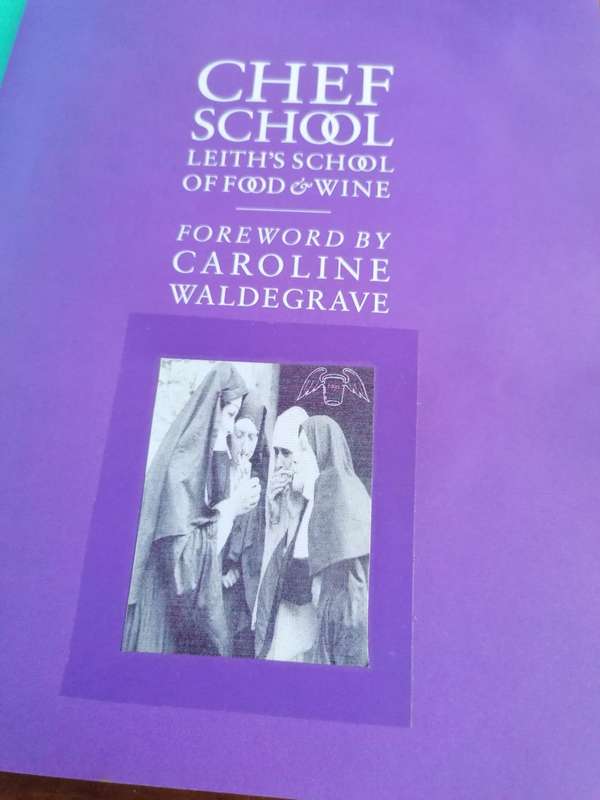 CHEF
SCHOOL
LEITH'S SCHOOL
OF FOOD & WINE
FOREWORD BY
CAROLINE
WALDEGRAVE